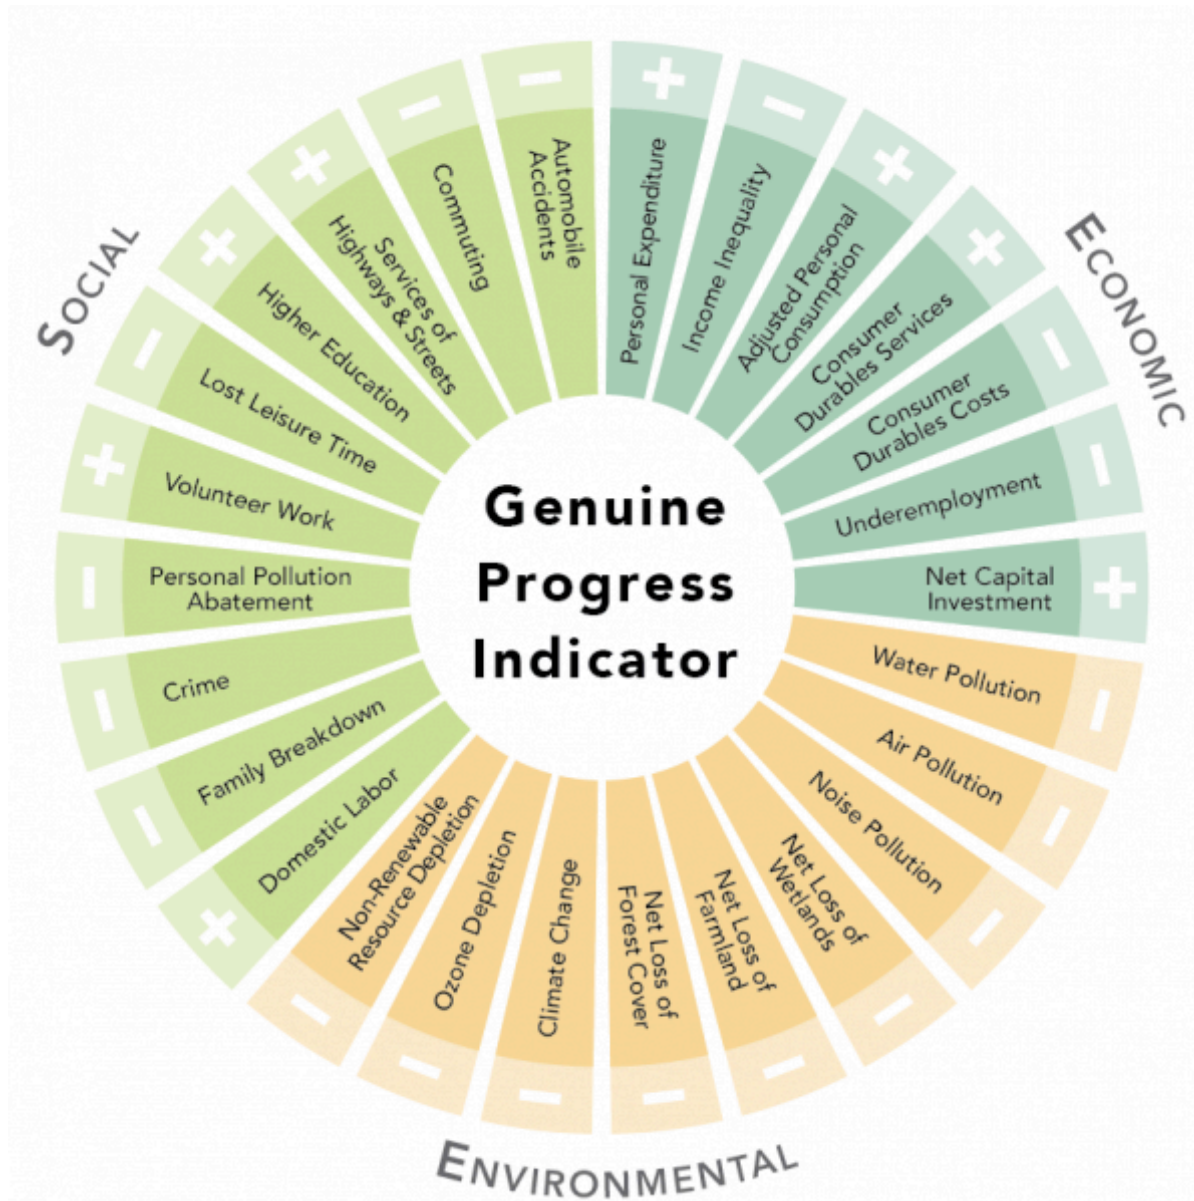 Genuine
Progress
Indicator
ECONOMIC
+
Personal Expenditure
−
Income Inequality
+
Adjusted Personal
Consumption
+
Consumer
Durables Services
−
Consumer
Durables Costs
−
Underemployment
+
Net Capital
Investment
ENVIRONMENTAL
−
Water Pollution
−
Air Pollution
−
Noise Pollution
−
Net Loss of
Wetlands
−
Net Loss of
Farmland
−
Net Loss of
Forest Cover
−
Climate Change
−
Ozone Depletion
−
Non-Renewable
Resource Depletion
SOCIAL
+
Domestic Labor
−
Family Breakdown
−
Crime
−
Personal Pollution
Abatement
+
Volunteer Work
−
Lost Leisure Time
+
Higher Education
+
Services of
Highways & Streets
−
Commuting
−
Automobile
Accidents